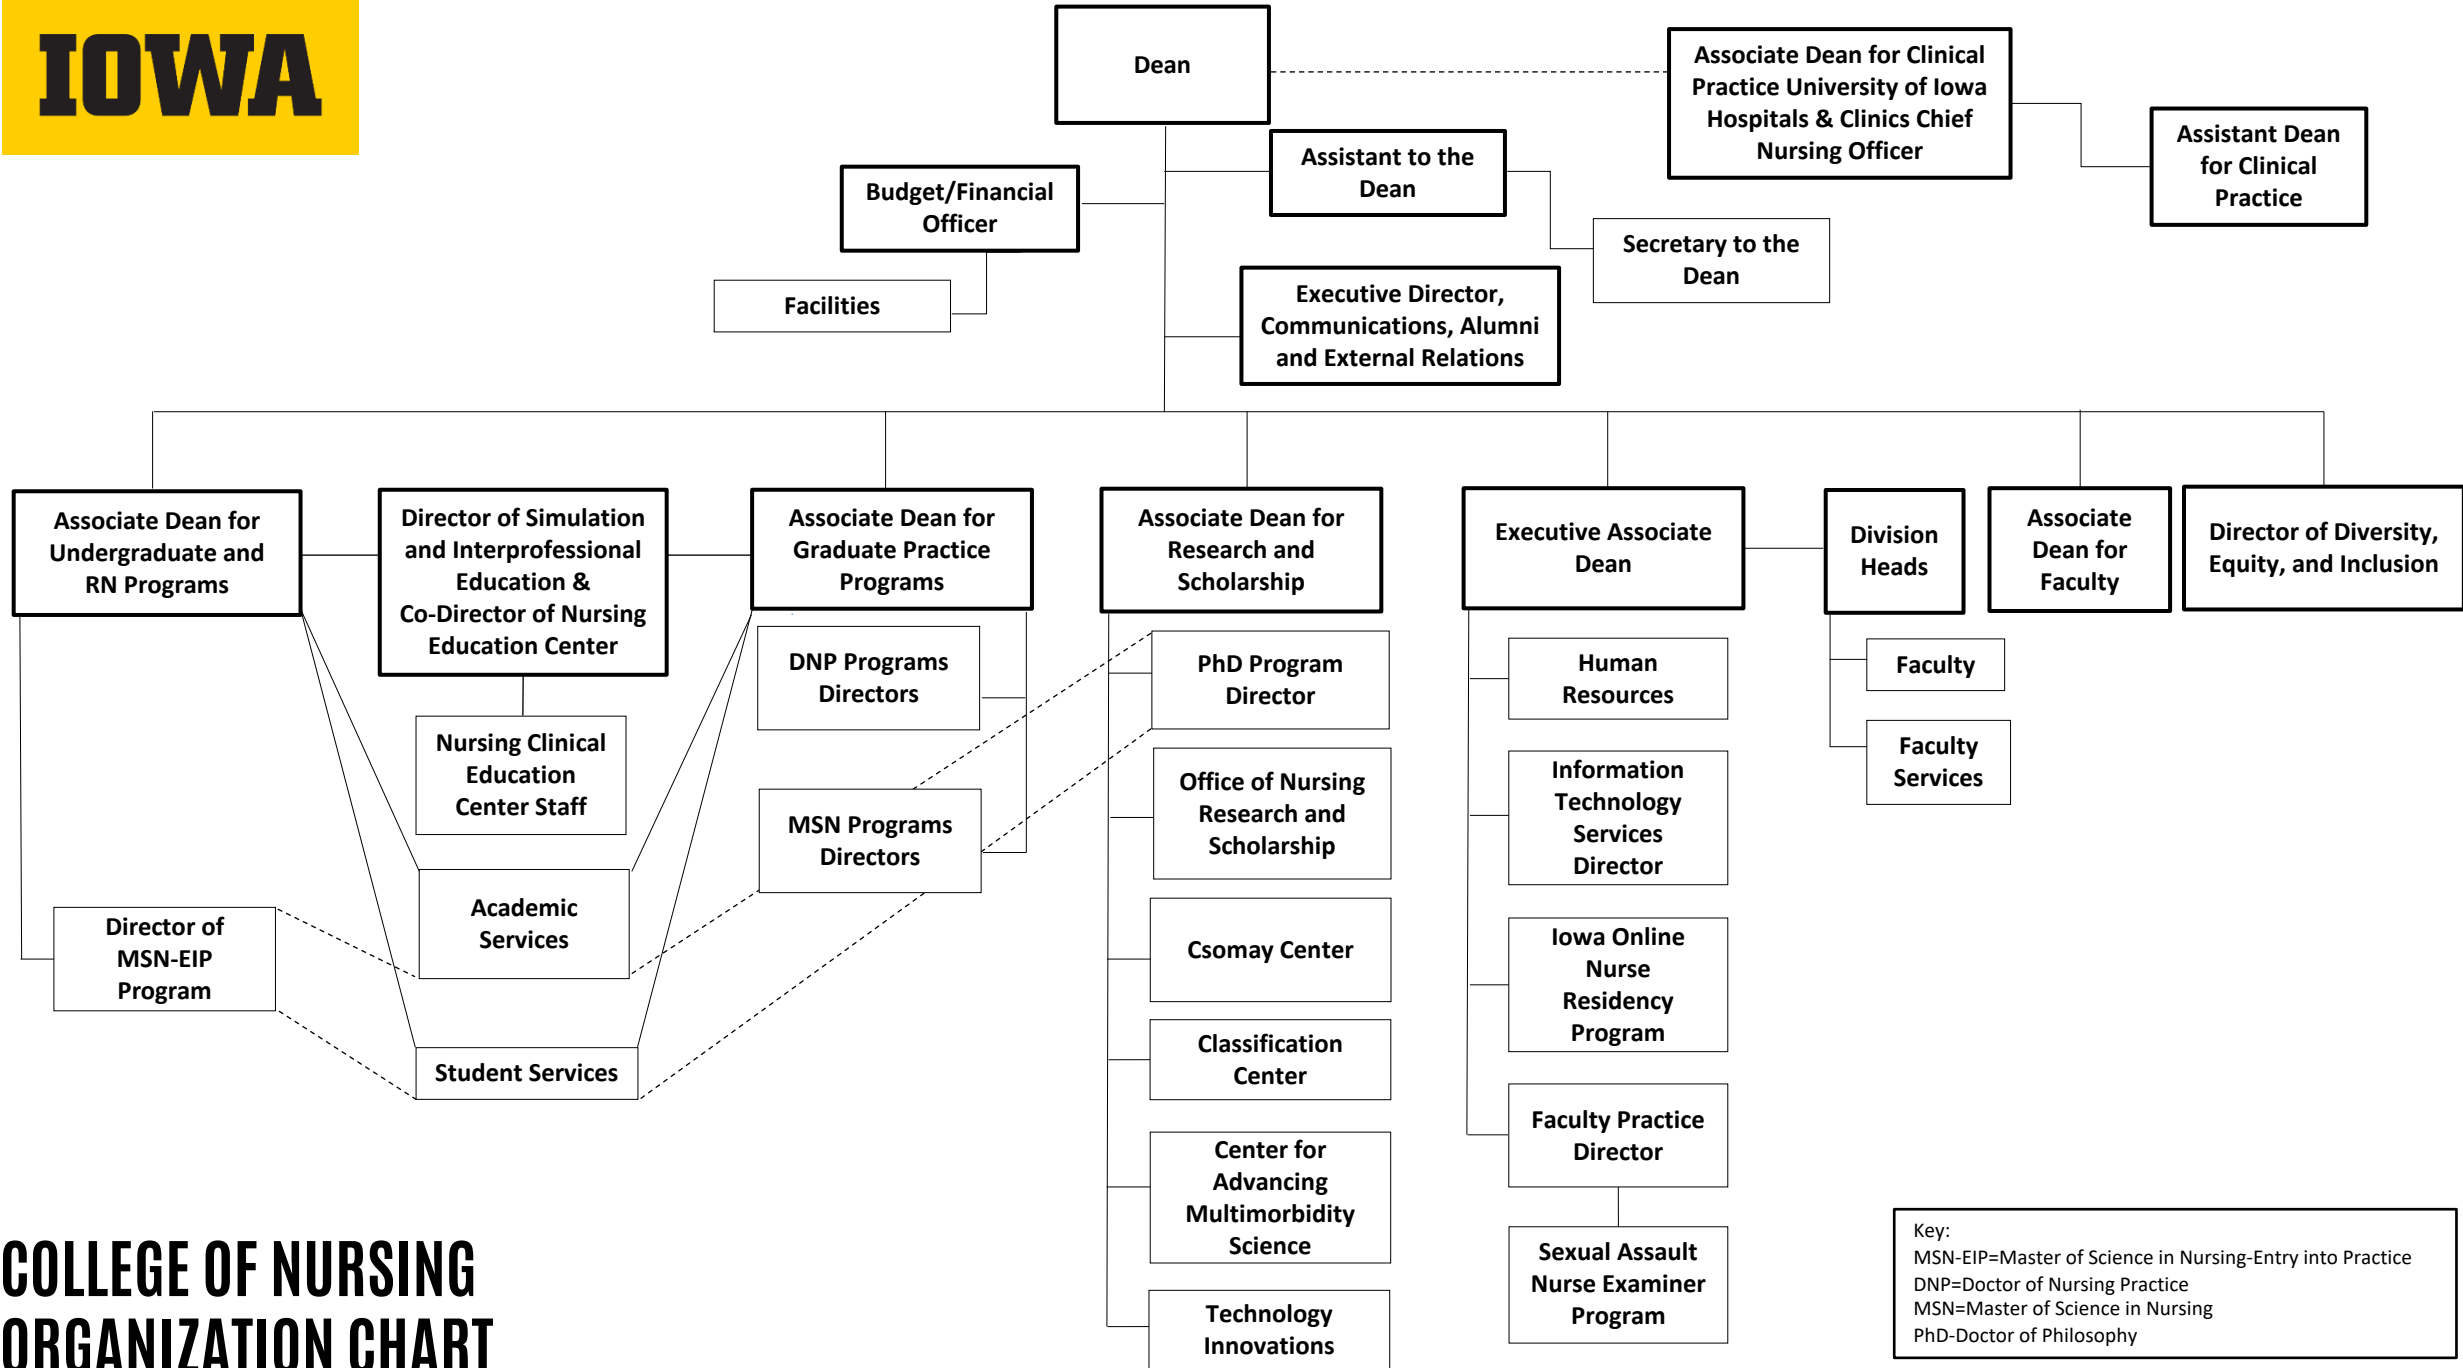 IOWA
Dean
Associate Dean for Clinical
Practice University of Iowa
Hospitals & Clinics Chief
Nursing Officer
Assistant Dean
for Clinical
Practice
Assistant to the
Dean
Budget/Financial
Officer
Secretary to the
Dean
Facilities
Executive Director,
Communications, Alumni
and External Relations
Associate Dean for
Undergraduate and
RN Programs
Director of Simulation
and Interprofessional
Education &
Co-Director of Nursing
Education Center
Associate Dean for
Graduate Practice
Programs
Associate Dean for
Research and
Scholarship
Executive Associate
Dean
Division
Heads
Associate
Dean for
Faculty
Director of Diversity,
Equity, and Inclusion
Nursing Clinical
Education
Center Staff
DNP Programs
Directors
MSN Programs
Directors
Academic
Services
Director of
MSN-EIP
Program
Student Services
PhD Program
Director
Office of Nursing
Research and
Scholarship
Csomay Center
Classification
Center
Center for
Advancing
Multimorbidity
Science
Technology
Innovations
Human
Resources
Information
Technology
Services
Director
Iowa Online
Nurse
Residency
Program
Faculty Practice
Director
Sexual Assault
Nurse Examiner
Program
Faculty
Faculty
Services
COLLEGE OF NURSING
ORGANIZATION CHART
Key:
MSN-EIP=Master of Science in Nursing-Entry into Practice
DNP=Doctor of Nursing Practice
MSN=Master of Science in Nursing
PhD-Doctor of Philosophy